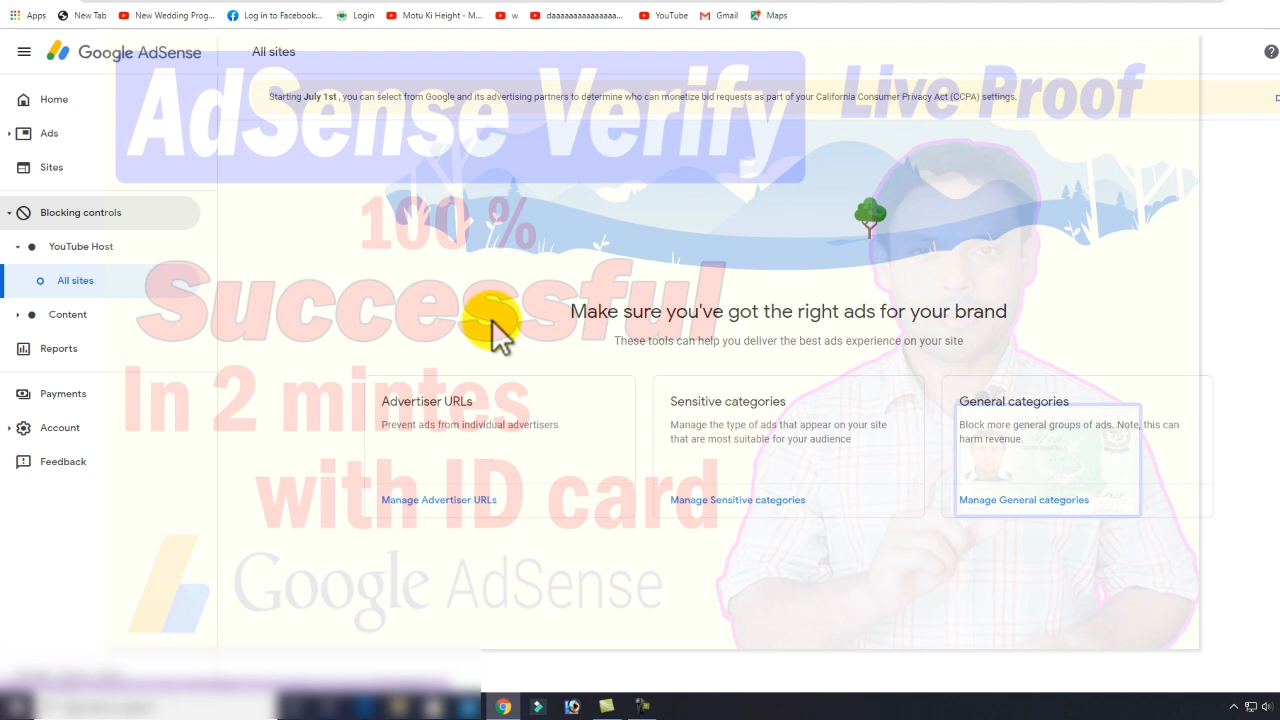 Apps
New Tab
New Wedding Prog...
Log in to Facebook...
Login
Motu Ki Height - M...
w
daaaaaaaaaaaaaaa...
YouTube
Gmail
Maps
Google AdSense
All sites
AdSense Verify
Live Proof
Starting July 1st , you can select from Google and its advertising partners to determine who can monetize bid requests as part of your California Consumer Privacy Act (CCPA) settings.
Home
Ads
Sites
Blocking controls
YouTube Host
All sites
Content
Reports
Payments
Account
Feedback
100 %
Successful
In 2 mintes
with ID card
Google AdSense
Make sure you've got the right ads for your brand
These tools can help you deliver the best ads experience on your site
Advertiser URLs
Prevent ads from individual advertisers
Manage Advertiser URLs
Sensitive categories
Manage the type of ads that appear on your site
that are most suitable for your audience
Manage Sensitive categories
General categories
Block more general groups of ads. Note, this can
harm revenue.
Manage General categories